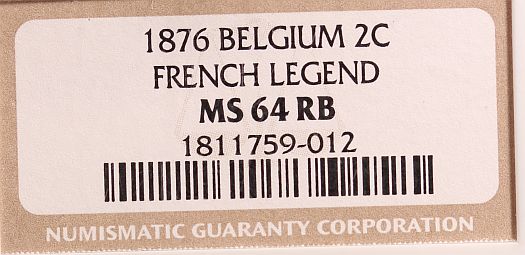 1876 BELGIUM 2C
FRENCH LEGEND
MS 64 RB
1811759-012
NUMISMATIC GUARANTY CORPORATION